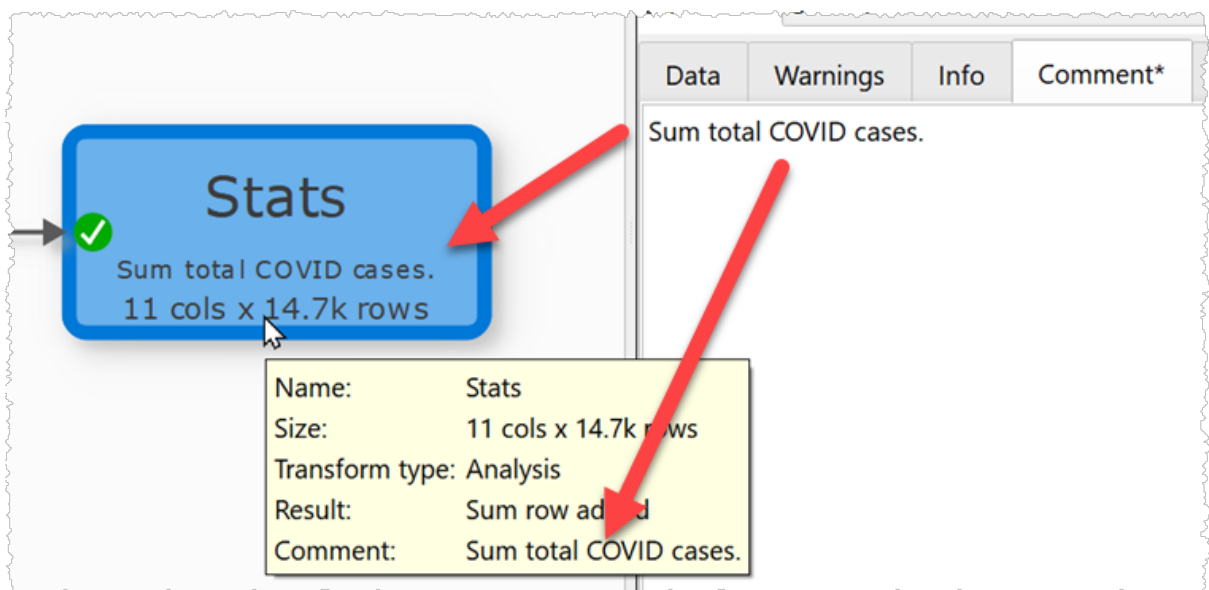 Data Warnings Info Comment*
Sum total COVID cases.
Stats
Sum total COVID cases.
11 cols x 14.7k rows
Name: Stats
Size: 11 cols x 14.7k rows
Transform type: Analysis
Result: Sum row added
Comment: Sum total COVID cases.